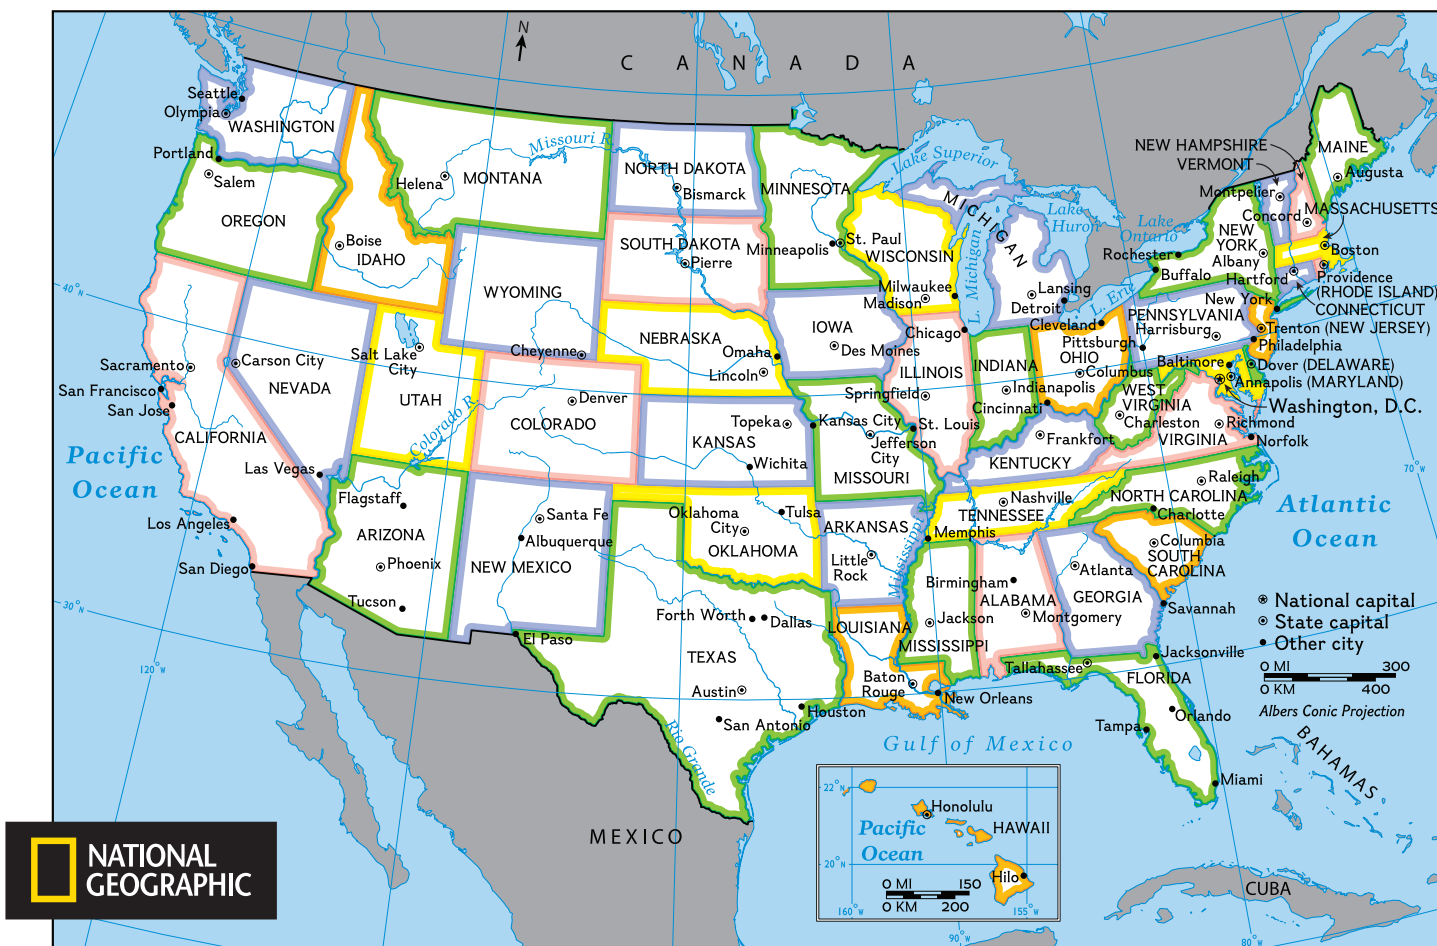 N
CANADA
Seattle
Olympia
WASHINGTON
Portland
Salem
OREGON
Helena
MONTANA
Missouri R.
NORTH DAKOTA
Bismarck
MINNESOTA
Lake Superior
MICHIGAN
Lake
Huron
Lake
Ontario
NEW HAMPSHIRE
VERMONT
MAINE
Augusta
Montpelier
Concord
MASSACHUSETTS
Boise
IDAHO
SOUTH DAKOTA
Pierre
Minneapolis
St. Paul
WISCONSIN
Milwaukee
Madison
L. Michigan
Lansing
Detroit
L. Erie
Rochester
Buffalo
NEW
YORK
Albany
Boston
Hartford
Providence
(RHODE ISLAND)
CONNECTICUT
New York
40°N
WYOMING
Cheyenne
NEBRASKA
Omaha
Lincoln
IOWA
Des Moines
Chicago
ILLINOIS
Springfield
INDIANA
Indianapolis
Cleveland
OHIO
Columbus
Cincinnati
PENNSYLVANIA
Harrisburg
Pittsburgh
Trenton (NEW JERSEY)
Philadelphia
Baltimore
Dover (DELAWARE)
Annapolis (MARYLAND)
Washington, D.C.
Sacramento
San Francisco
San Jose
Carson City
NEVADA
Salt Lake
City
UTAH
Colorado R.
Denver
COLORADO
Topeka
KANSAS
Wichita
Kansas City
Jefferson
City
MISSOURI
St. Louis
Frankfort
KENTUCKY
WEST
VIRGINIA
Charleston
Richmond
VIRGINIA
Norfolk
70°W
CALIFORNIA
Las Vegas
Los Angeles
San Diego
Pacific
Ocean
Flagstaff
ARIZONA
Phoenix
Tucson
Santa Fe
Albuquerque
NEW MEXICO
El Paso
Oklahoma
City
Tulsa
OKLAHOMA
ARKANSAS
Little
Rock
Mississippi R.
Nashville
TENNESSEE
Memphis
Raleigh
NORTH CAROLINA
Charlotte
Columbia
SOUTH
CAROLINA
Atlantic
Ocean
30°N
120°W
Forth Worth
Dallas
TEXAS
Austin
San Antonio
Houston
Rio Grande
LOUISIANA
Baton
Rouge
New Orleans
Jackson
MISSISSIPPI
Birmingham
ALABAMA
Montgomery
Atlanta
GEORGIA
Savannah
Tallahassee
Jacksonville
FLORIDA
Orlando
Tampa
Miami
National capital
State capital
Other city
0 MI 300
0 KM 400
Albers Conic Projection
Gulf of Mexico
BAHAMAS
MEXICO
CUBA
22°N
Honolulu
HAWAII
Pacific
Ocean
20°N
Hilo
0 MI 150
0 KM 200
160°W
155°W
90°W
80°W
NATIONAL
GEOGRAPHIC